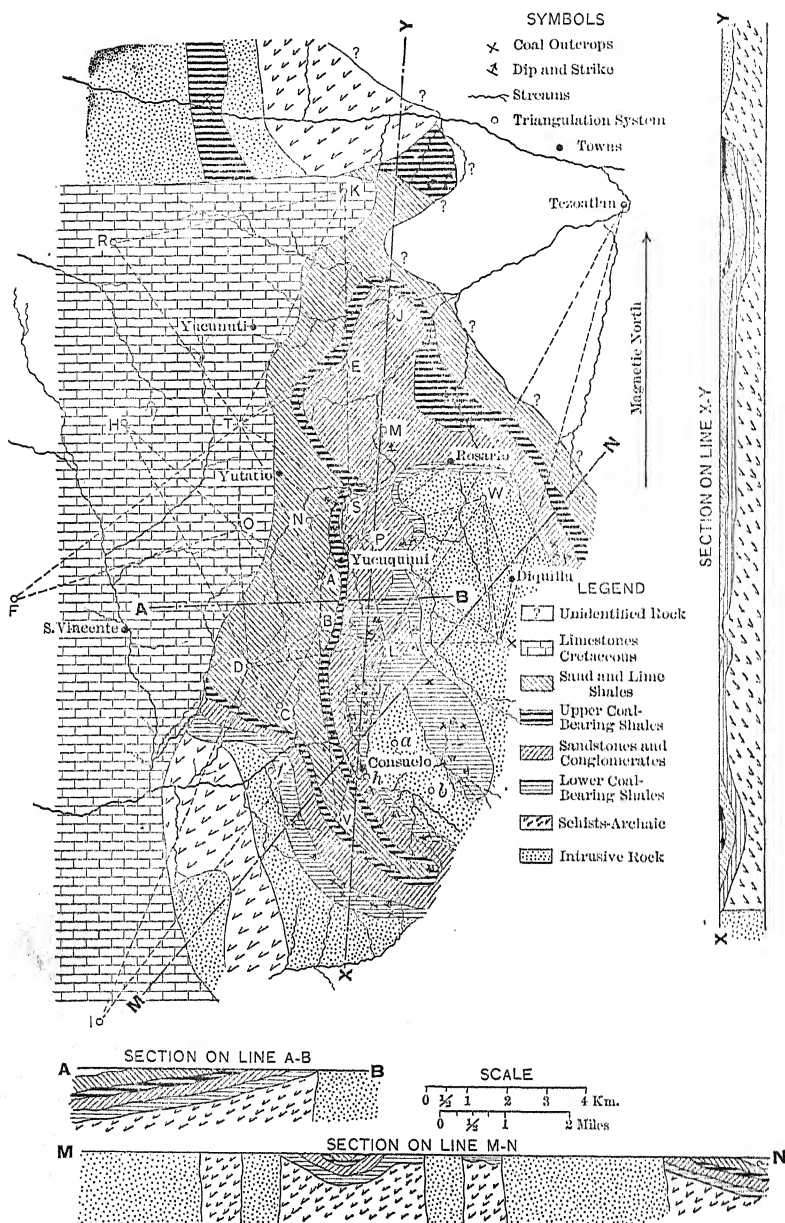 SYMBOLS
Coal Outcrops
Dip and Strike
Streams
Triangulation System
Towns
Y
Y
K
R
Tezoatlan
Yucunuti
J
E
Magnetic North
H
T
M
Rosario
N
Yutatio
S
W
N
O
P
Yucuquimi
A
Diquillu
F
A
B
B
S. Vincente
D
L
C
a
Consuelo
h
b
l
V
X
M
I
SECTION ON LINE X-Y
X
LEGEND
? Unidentified Rock
Limestones
Cretaceous
Sand and Lime
Shales
Upper Coal-
Bearing Shales
Sandstones and
Conglomerates
Lower Coal-
Bearing Shales
Schists-Archaic
Intrusive Rock
SECTION ON LINE A-B
A
B
SCALE
0 ½ 1 2 3 4 Km.
0 ½ 1 2 Miles
SECTION ON LINE M-N
M
N